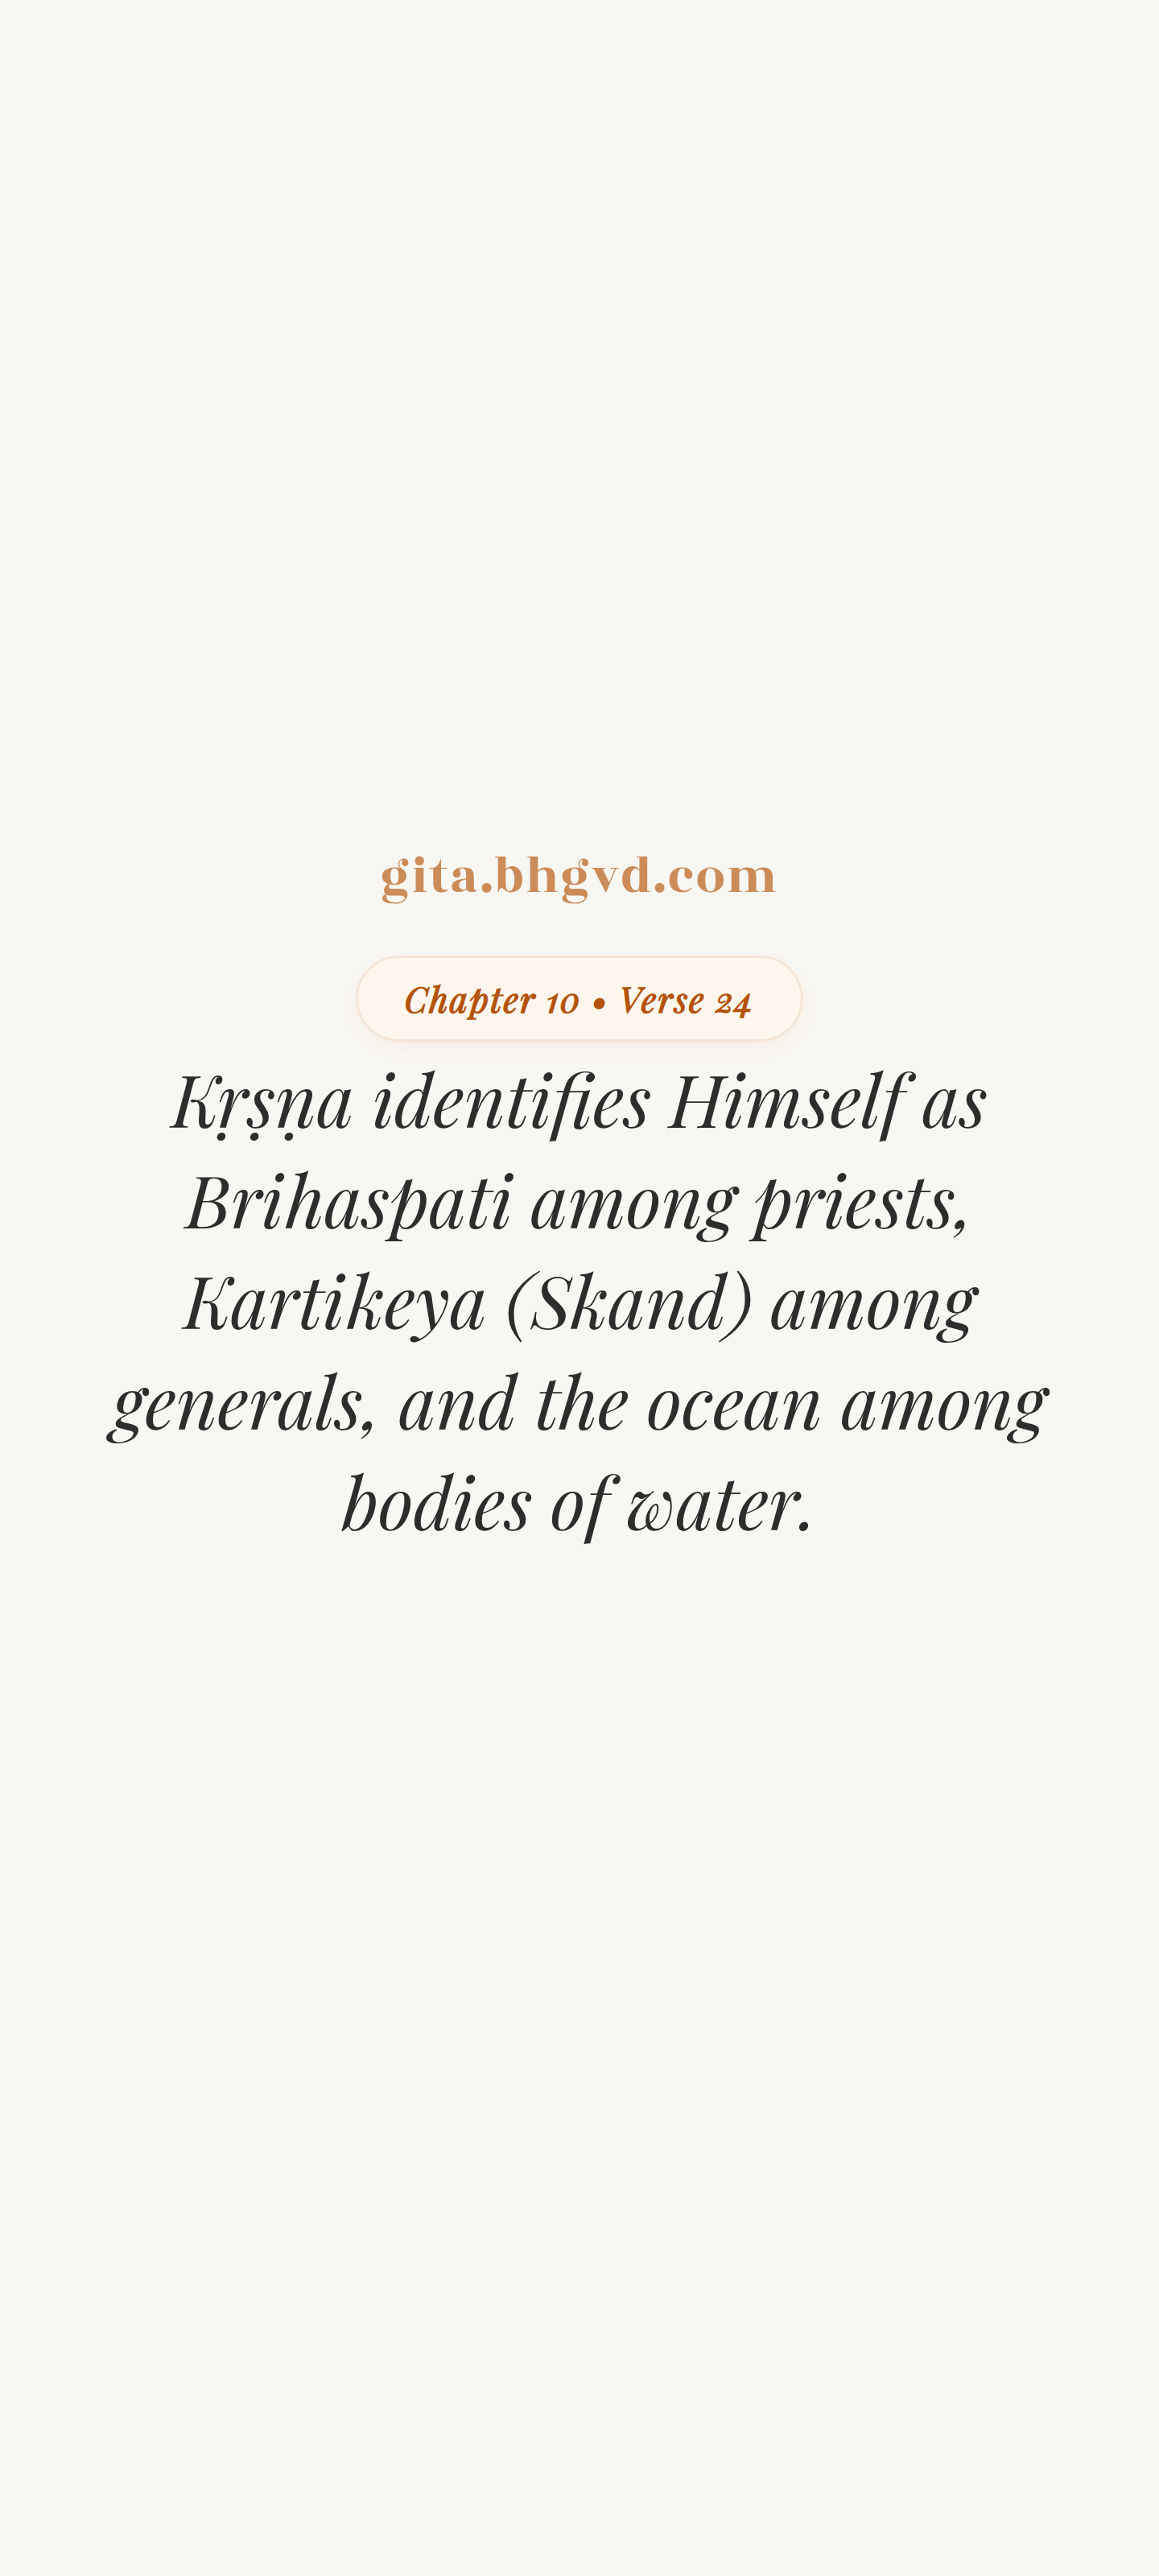 gita.bhgvd.com
Chapter 10 • Verse 24
Kṛṣṇa identifies Himself as
Brihaspati among priests,
Kartikeya (Skand) among
generals, and the ocean among
bodies of water.